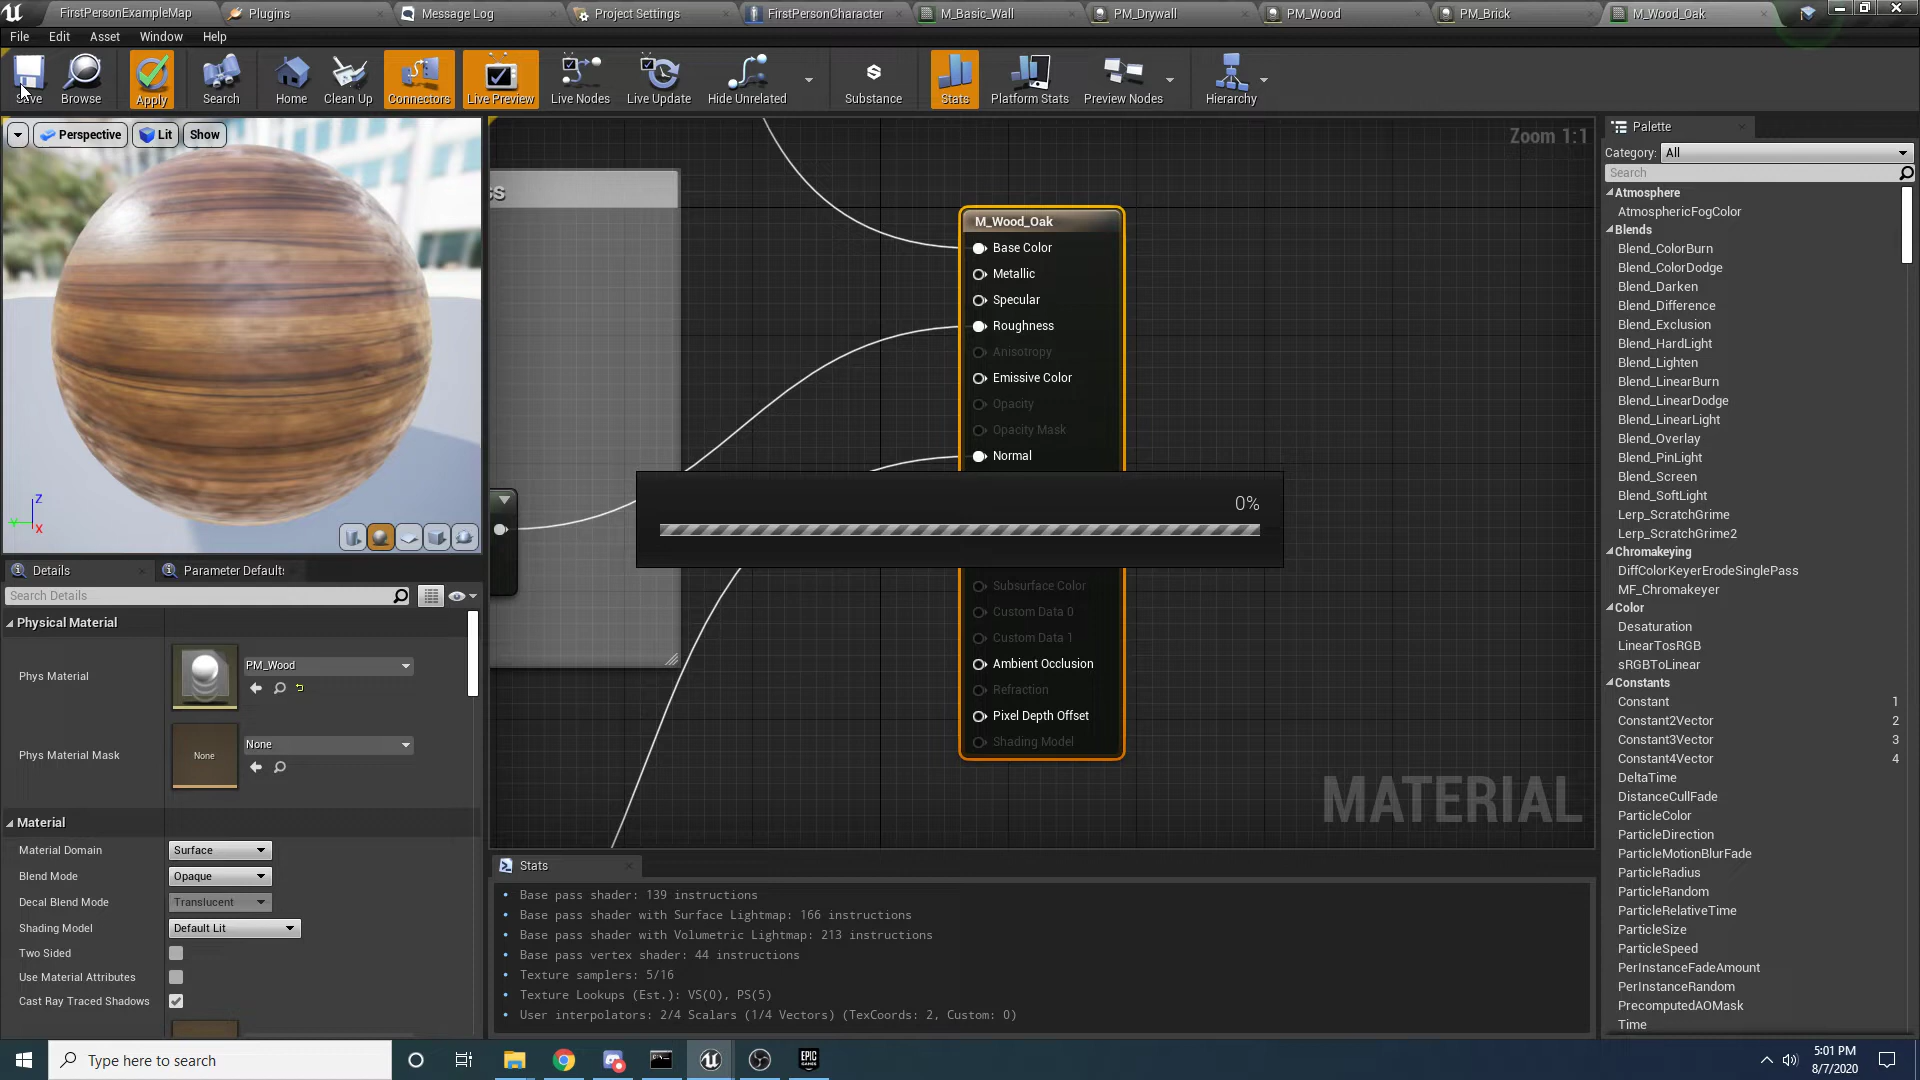 FirstPersonExampleMap
Plugins
Message Log
Project Settings
FirstPersonCharacter
M_Basic_Wall
PM_Drywall
PM_Wood
PM_Brick
M_Wood_Oak
File
Edit
Asset
Window
Help
Save
Browse
Apply
Search
Home
Clean Up
Connectors
Live Preview
Live Nodes
Live Update
Hide Unrelated
Substance
Stats
Platform Stats
Preview Nodes
Hierarchy
Perspective
Lit
Show
Z
Y
X
ss
Zoom 1:1
M_Wood_Oak
Base Color
Metallic
Specular
Roughness
Anisotropy
Emissive Color
Opacity
Opacity Mask
Normal
0%
Subsurface Color
Custom Data 0
Custom Data 1
Ambient Occlusion
Refraction
Pixel Depth Offset
Shading Model
MATERIAL
Details
Parameter Defaults
Search Details
Physical Material
Phys Material
PM_Wood
Phys Material Mask
None
None
Material
Material Domain
Surface
Blend Mode
Opaque
Decal Blend Mode
Translucent
Shading Model
Default Lit
Two Sided
Use Material Attributes
Cast Ray Traced Shadows
Stats
Base pass shader: 139 instructions
Base pass shader with Surface Lightmap: 166 instructions
Base pass shader with Volumetric Lightmap: 213 instructions
Base pass vertex shader: 44 instructions
Texture samplers: 5/16
Texture Lookups (Est.): VS(0), PS(5)
User interpolators: 2/4 Scalars (1/4 Vectors) (TexCoords: 2, Custom: 0)
Palette
Category: All
Search
Atmosphere
AtmosphericFogColor
Blends
Blend_ColorBurn
Blend_ColorDodge
Blend_Darken
Blend_Difference
Blend_Exclusion
Blend_HardLight
Blend_Lighten
Blend_LinearBurn
Blend_LinearDodge
Blend_LinearLight
Blend_Overlay
Blend_PinLight
Blend_Screen
Blend_SoftLight
Lerp_ScratchGrime
Lerp_ScratchGrime2
Chromakeying
DiffColorKeyerErodeSinglePass
MF_Chromakeyer
Color
Desaturation
LinearTosRGB
sRGBToLinear
Constants
Constant 1
Constant2Vector 2
Constant3Vector 3
Constant4Vector 4
DeltaTime
DistanceCullFade
ParticleColor
ParticleDirection
ParticleMotionBlurFade
ParticleRadius
ParticleRandom
ParticleRelativeTime
ParticleSize
ParticleSpeed
PerInstanceFadeAmount
PerInstanceRandom
PrecomputedAOMask
Time
Type here to search
EPIC
GAMES
5:01 PM
8/7/2020